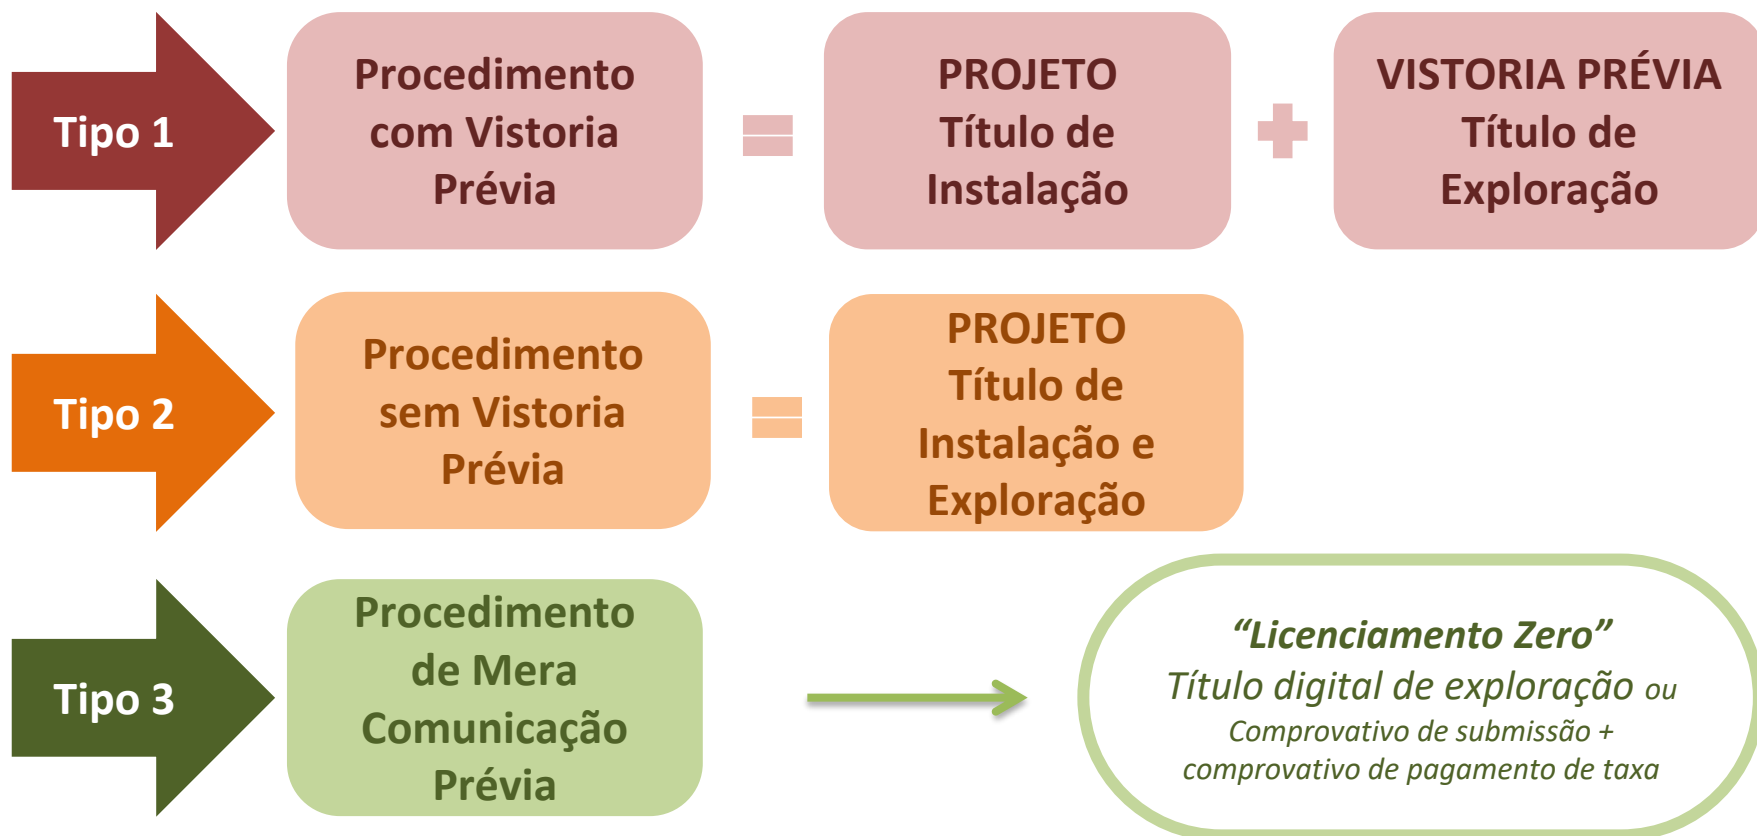 Tipo 1
Procedimento
com Vistoria
Prévia
PROJETO
Título de
Instalação
VISTORIA PRÉVIA
Título de
Exploração
Tipo 2
Procedimento
sem Vistoria
Prévia
PROJETO
Título de
Instalação e
Exploração
Tipo 3
Procedimento
de Mera
Comunicação
Prévia
“Licenciamento Zero”
Título digital de exploração ou
Comprovativo de submissão +
comprovativo de pagamento de taxa